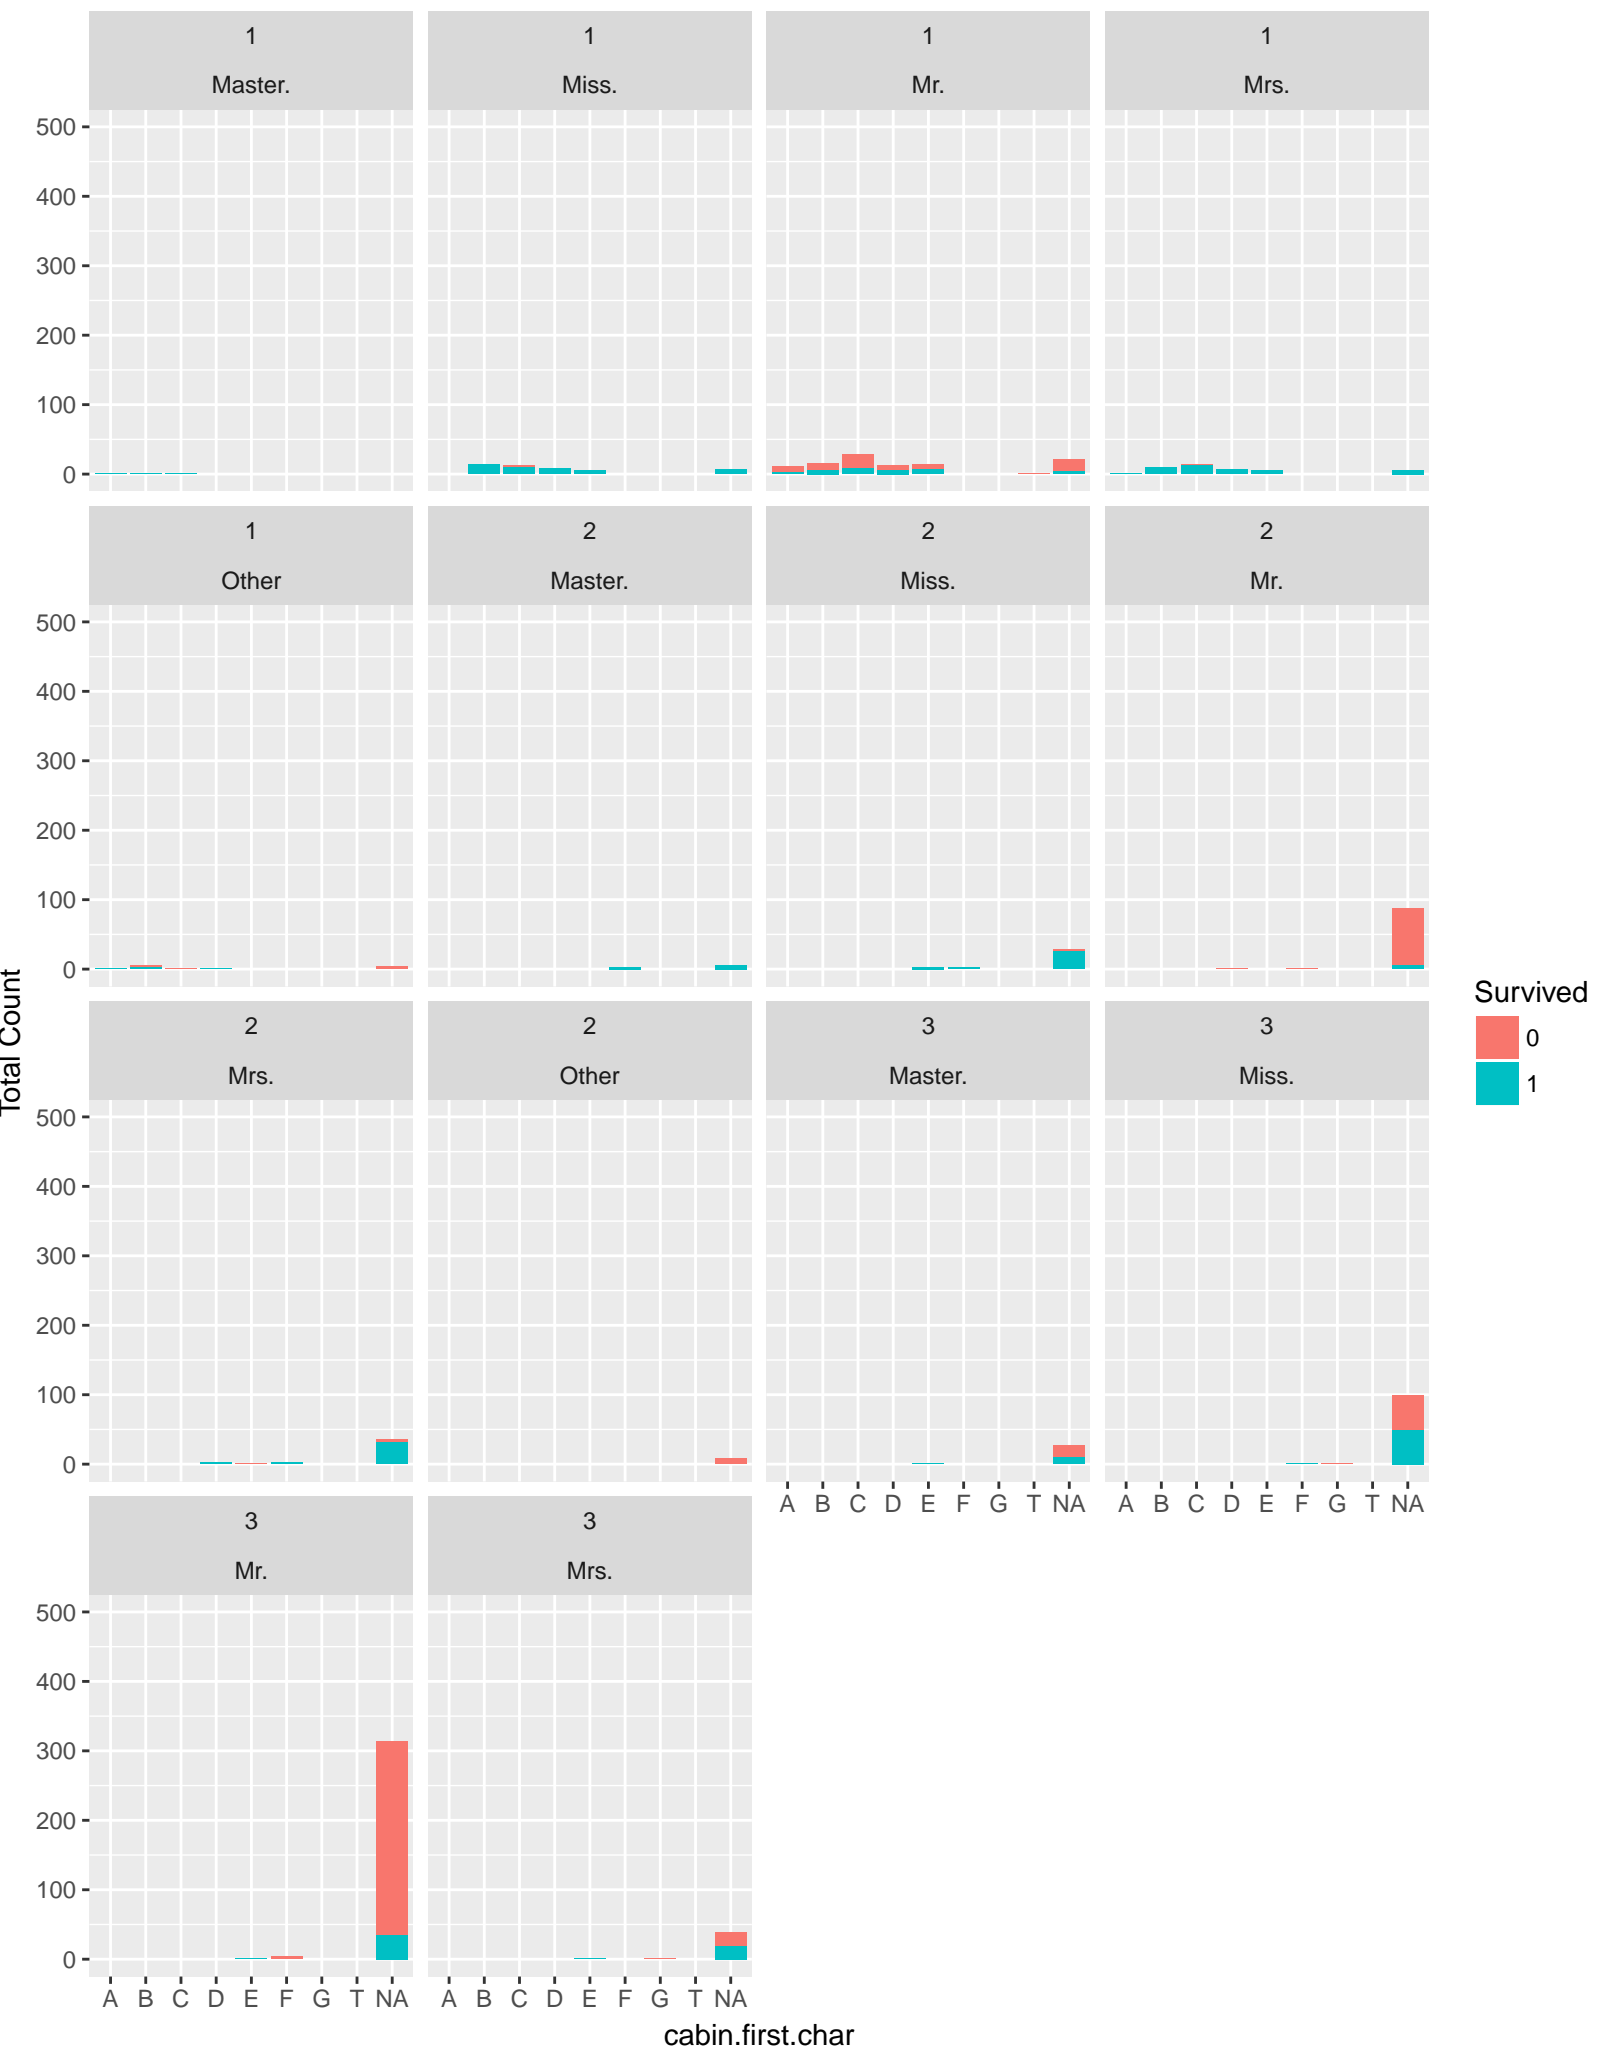 1 1 1 1
Master. Miss. Mr. Mrs.
500
400
300
200
100
0
1 2 2 2
Other Master. Miss. Mr.
500
400
300
200
100
0
2 2 3 3
Mrs. Other Master. Miss.
500
400
300
200
100
0
A B C D E F G T NA A B C D E F G T NA
3 3
Mr. Mrs.
500
400
300
200
100
0
A B C D E F G T NA A B C D E F G T NA
cabin.first.char
Total Count
Survived
0
1